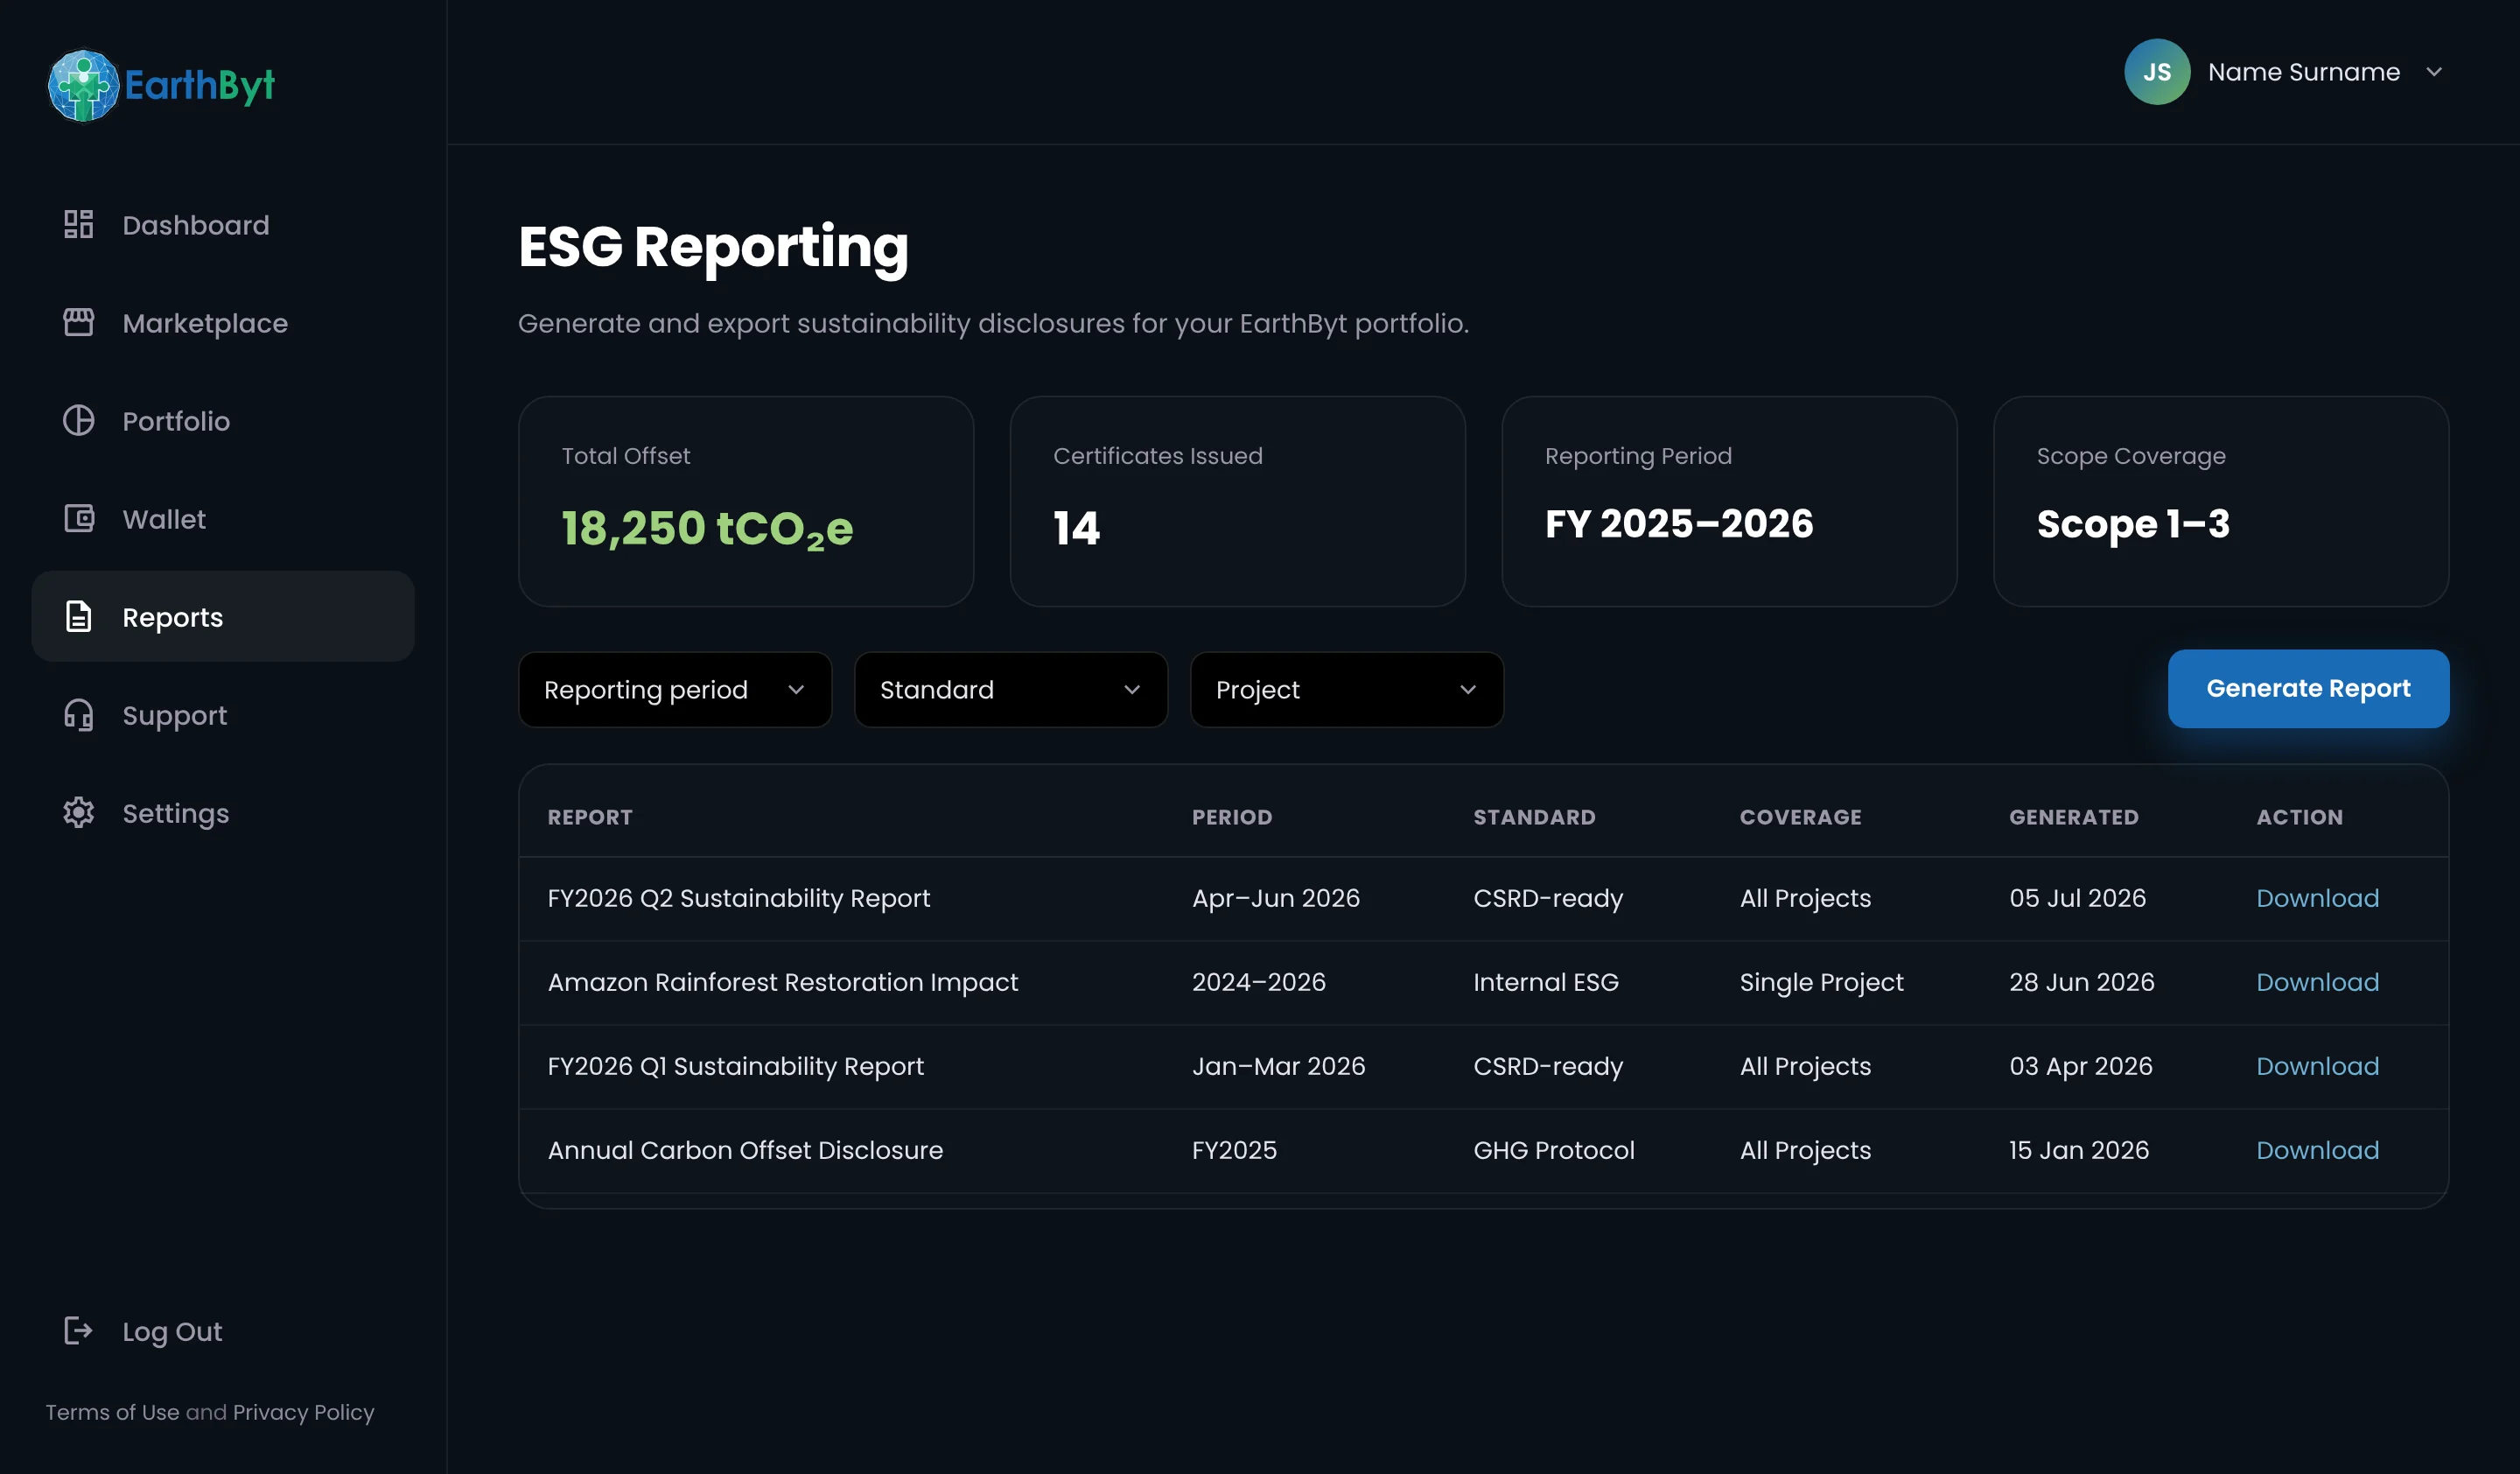 EarthByt
JS Name Surname
Dashboard
Marketplace
Portfolio
Wallet
Reports
Support
Settings
Log Out
Terms of Use and Privacy Policy
ESG Reporting
Generate and export sustainability disclosures for your EarthByt portfolio.
Total Offset
18,250 tCO₂e
Certificates Issued
14
Reporting Period
FY 2025–2026
Scope Coverage
Scope 1–3
Reporting period Standard Project Generate Report
REPORT PERIOD STANDARD COVERAGE GENERATED ACTION
FY2026 Q2 Sustainability Report Apr–Jun 2026 CSRD-ready All Projects 05 Jul 2026 Download
Amazon Rainforest Restoration Impact 2024–2026 Internal ESG Single Project 28 Jun 2026 Download
FY2026 Q1 Sustainability Report Jan–Mar 2026 CSRD-ready All Projects 03 Apr 2026 Download
Annual Carbon Offset Disclosure FY2025 GHG Protocol All Projects 15 Jan 2026 Download